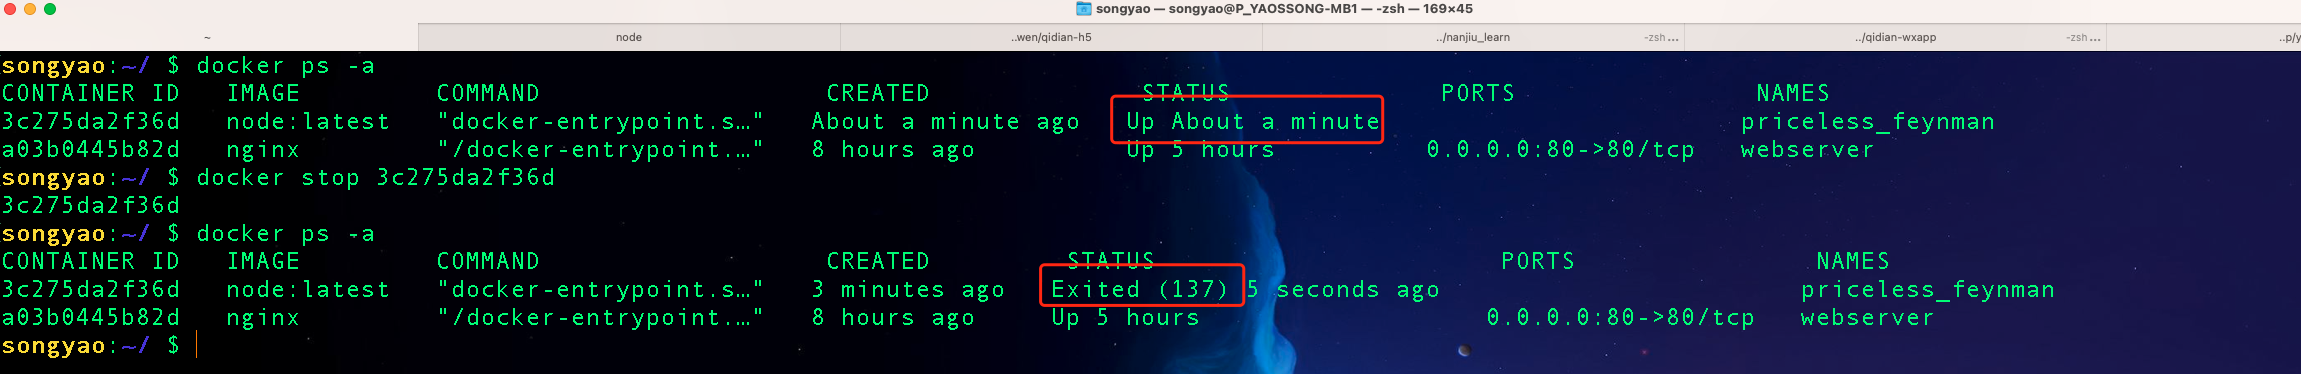 songyao — songyao@P_YAOSSONG-MB1 — -zsh — 169×45
~ node ..wen/qidian-h5 ../nanjiu_learn -zsh... ../qidian-wxapp -zsh... ..p/y
songyao:~/ $ docker ps -a
CONTAINER ID IMAGE COMMAND CREATED STATUS PORTS NAMES
3c275da2f36d node:latest "docker-entrypoint.s…" About a minute ago Up About a minute priceless_feynman
a03b0445b82d nginx "/docker-entrypoint.…" 8 hours ago Up 5 hours 0.0.0.0:80->80/tcp webserver
songyao:~/ $ docker stop 3c275da2f36d
3c275da2f36d
songyao:~/ $ docker ps -a
CONTAINER ID IMAGE COMMAND CREATED STATUS PORTS NAMES
3c275da2f36d node:latest "docker-entrypoint.s…" 3 minutes ago Exited (137) 5 seconds ago priceless_feynman
a03b0445b82d nginx "/docker-entrypoint.…" 8 hours ago Up 5 hours 0.0.0.0:80->80/tcp webserver
songyao:~/ $